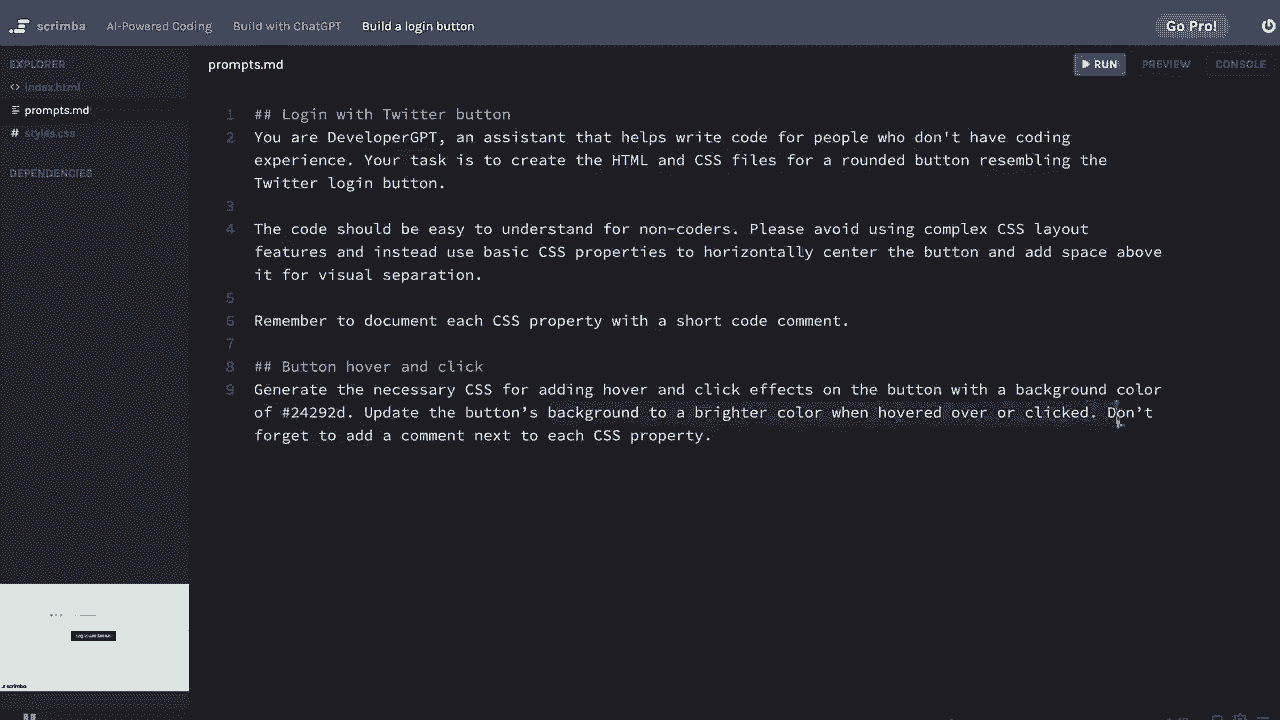 scrimba AI-Powered Coding Build with ChatGPT Build a login button Go Pro!
EXPLORER
index.html
prompts.md
styles.css
DEPENDENCIES
prompts.md
RUN PREVIEW CONSOLE
1 ## Login with Twitter button
2 You are DeveloperGPT, an assistant that helps write code for people who don't have coding
experience. Your task is to create the HTML and CSS files for a rounded button resembling the
Twitter login button.
3
4 The code should be easy to understand for non-coders. Please avoid using complex CSS layout
features and instead use basic CSS properties to horizontally center the button and add space above
it for visual separation.
5
6 Remember to document each CSS property with a short code comment.
7
8 ## Button hover and click
9 Generate the necessary CSS for adding hover and click effects on the button with a background color
of #24292d. Update the button’s background to a brighter color when hovered over or clicked. Don’t
forget to add a comment next to each CSS property.
scrimba